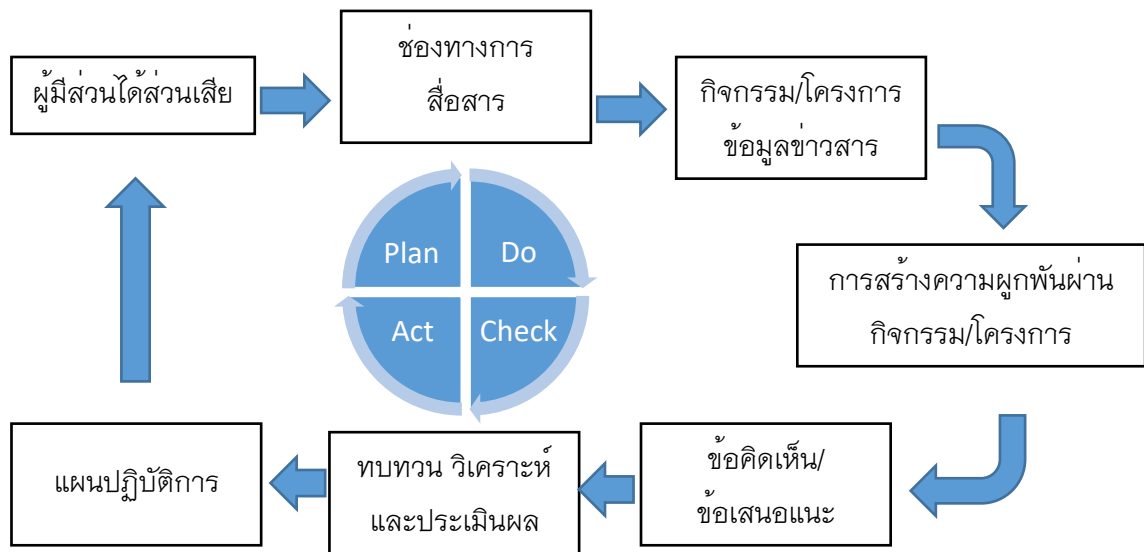 ผู้มีส่วนได้ส่วนเสีย
ช่องทางการ
สื่อสาร
กิจกรรม/โครงการ
ข้อมูลข่าวสาร
การสร้างความผูกพันผ่าน
กิจกรรม/โครงการ
ข้อคิดเห็น/
ข้อเสนอแนะ
ทบทวน วิเคราะห์
และประเมินผล
แผนปฏิบัติการ
Plan
Do
Check
Act